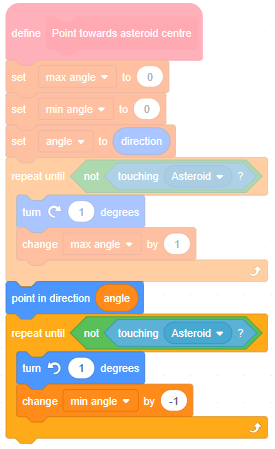 define Point towards asteroid centre
set max angle to 0
set min angle to 0
set angle to direction
repeat until not touching Asteroid ?
turn 1 degrees
change max angle by 1
point in direction angle
repeat until not touching Asteroid ?
turn 1 degrees
change min angle by -1